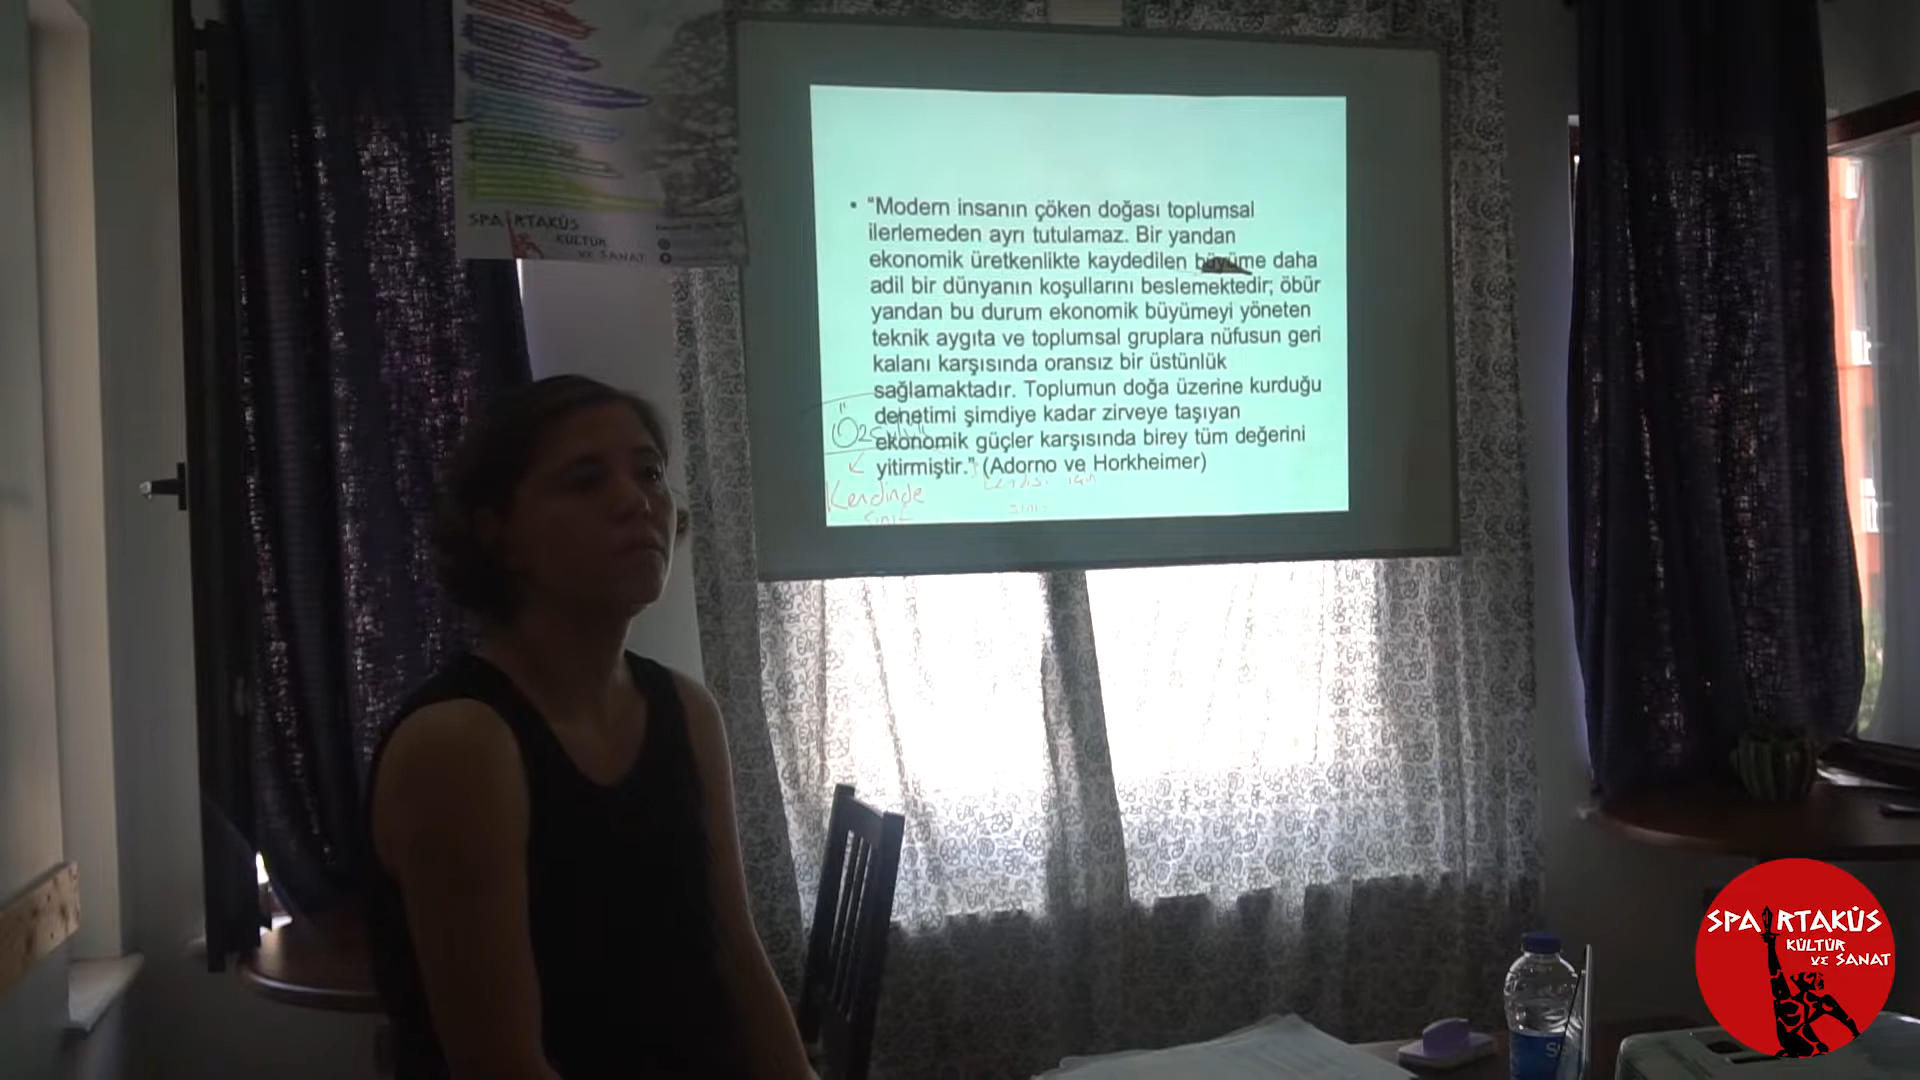 SPARTAKÜS
KÜLTÜR
VE SANAT
• "Modern insanın çöken doğası toplumsal
ilerlemeden ayrı tutulamaz. Bir yandan
ekonomik üretkenlikte kaydedilen büyüme daha
adil bir dünyanın koşullarını beslemektedir; öbür
yandan bu durum ekonomik büyümeyi yöneten
teknik aygıta ve toplumsal gruplara nüfusun geri
kalanı karşısında oransız bir üstünlük
sağlamaktadır. Toplumun doğa üzerine kurduğu
denetimi şimdiye kadar zirveye taşıyan
ekonomik güçler karşısında birey tüm değerini
yitirmiştir." (Adorno ve Horkheimer)
Kendinde
sınıf
SPARTAKÜS
KÜLTÜR
VE SANAT